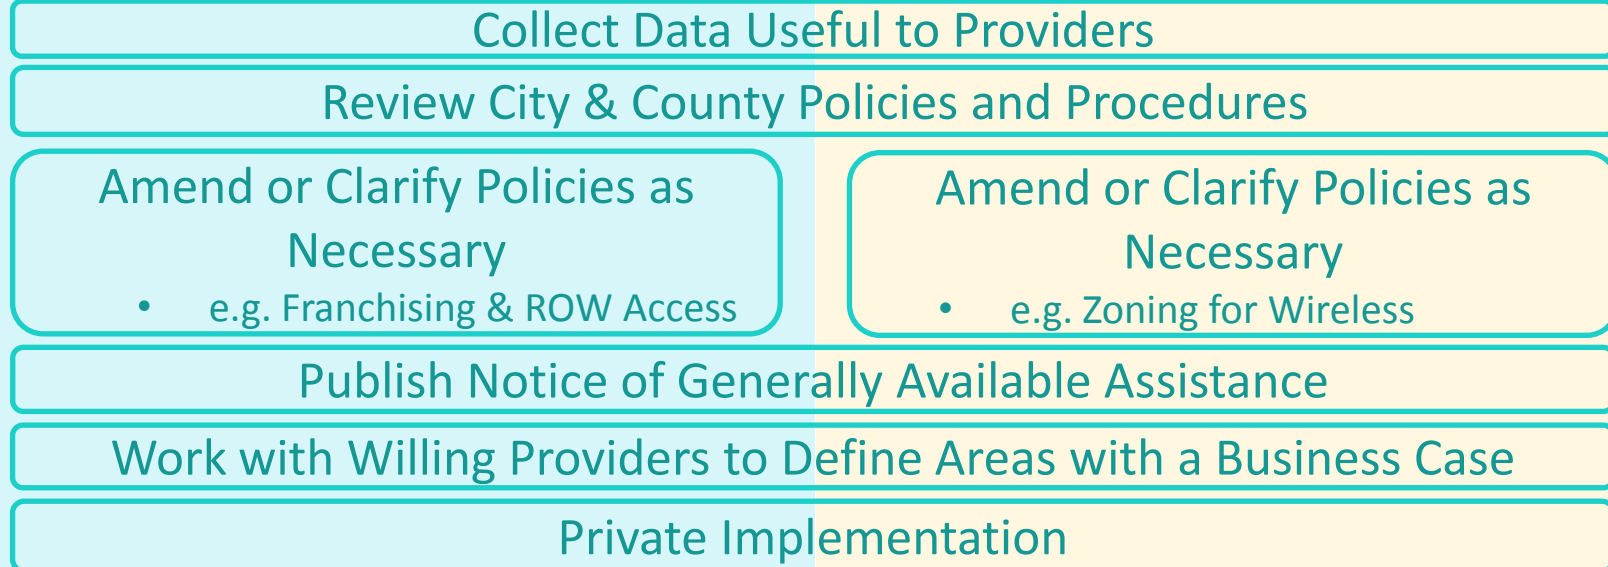 Collect Data Useful to Providers
Review City & County Policies and Procedures
Amend or Clarify Policies as
Necessary
• e.g. Franchising & ROW Access
Amend or Clarify Policies as
Necessary
• e.g. Zoning for Wireless
Publish Notice of Generally Available Assistance
Work with Willing Providers to Define Areas with a Business Case
Private Implementation